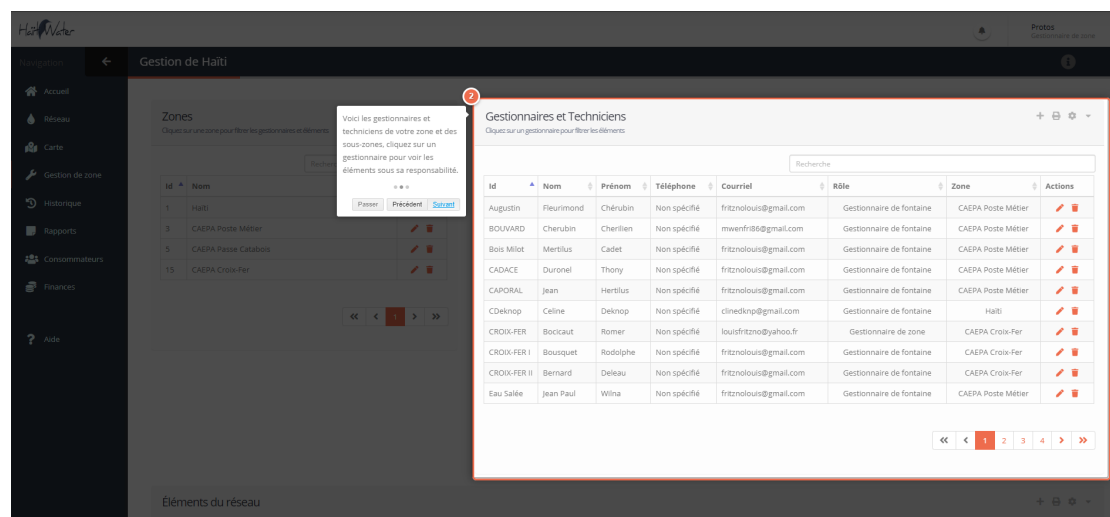 Haïti Water
Protos
Gestionnaire de zone
Navigation
Gestion de Haïti
Accueil
Réseau
Carte
Gestion de zone
Historique
Rapports
Consommateurs
Finances
Aide
Zones
Cliquez sur une zone pour filtrer les gestionnaires et éléments
Id Nom
1 Haïti
3 CAEPA Poste Métier
5 CAEPA Passe Catabois
15 CAEPA Croix-Fer
1
Voici les gestionnaires et
techniciens de votre zone et des
sous-zones, cliquez sur un
gestionnaire pour voir les
éléments sous sa responsabilité.
Passer Précédent Suivant
2
Gestionnaires et Techniciens
Cliquez sur un gestionnaire pour filtrer les éléments
Recherche
Id Nom Prénom Téléphone Courriel Rôle Zone Actions
Augustin Fleurimond Chérubin Non spécifié fritznolouis@gmail.com Gestionnaire de fontaine CAEPA Poste Métier
BOUVARD Cherubin Cherilien Non spécifié mwenfri86@gmail.com Gestionnaire de fontaine CAEPA Poste Métier
Bois Milot Mertilus Cadet Non spécifié fritznolouis@gmail.com Gestionnaire de fontaine CAEPA Poste Métier
CADACE Duronel Thony Non spécifié fritznolouis@gmail.com Gestionnaire de fontaine CAEPA Poste Métier
CAPORAL Jean Hertilus Non spécifié fritznolouis@gmail.com Gestionnaire de fontaine CAEPA Poste Métier
CDeknop Celine Deknop Non spécifié clinedknp@gmail.com Gestionnaire de fontaine Haïti
CROIX-FER Bocicaut Romer Non spécifié louisfritzno@yahoo.fr Gestionnaire de zone CAEPA Croix-Fer
CROIX-FER I Bousquet Rodolphe Non spécifié fritznolouis@gmail.com Gestionnaire de fontaine CAEPA Croix-Fer
CROIX-FER II Bernard Deleau Non spécifié fritznolouis@gmail.com Gestionnaire de fontaine CAEPA Croix-Fer
Eau Salée Jean Paul Wilna Non spécifié fritznolouis@gmail.com Gestionnaire de fontaine CAEPA Poste Métier
1 2 3 4
Éléments du réseau